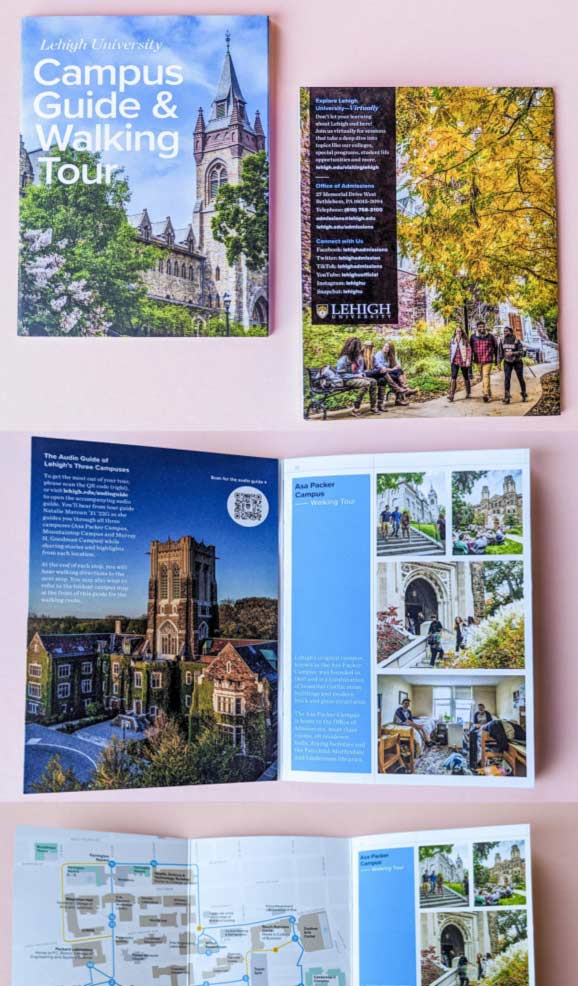 Lehigh University
Campus
Guide &
Walking
Tour
Explore Lehigh
University—Virtually
Don't let your learning
about Lehigh end here!
Join us virtually for sessions
that take a deep dive into
topics like our colleges,
special programs, student life
opportunities and more.
lehigh.edu/visitinglehigh
Office of Admissions
27 Memorial Drive West
Bethlehem, PA 18015-3094
Telephone: (610) 758-3100
admissions@lehigh.edu
lehigh.edu/admissions
Connect with Us
Facebook: lehighadmissions
Twitter: lehighadmission
TikTok: lehighadmissions
YouTube: lehighuofficial
Instagram: lehighu
Snapchat: lehighu
LEHIGH
UNIVERSITY
The Audio Guide of
Lehigh's Three Campuses
Scan for the audio guide
To get the most out of your tour,
please scan the QR code (right),
or visit lehigh.edu/audioguide
to open the accompanying audio
guide. You'll hear from tour guide
Natalie Maroun '21 '22G as she
guides you through all three
campuses (Asa Packer Campus,
Mountaintop Campus and Murray
H. Goodman Campus) while
sharing stories and highlights
from each location.
At the end of each stop, you will
hear walking directions to the
next stop. You may also want to
refer to the foldout campus map
at the front of this guide for the
walking route.
Asa Packer
Campus
Walking Tour
Lehigh's original campus,
known as the Asa Packer
Campus, was founded in
1865 and is a combination
of beautiful Gothic stone
buildings and modern
brick and glass structures.
The Asa Packer Campus
is home to the Office of
Admissions, most class
rooms, residence
halls, dining facilities and
the Fairchild-Martindale
and Linderman libraries.
Asa Packer
Campus
Walking Tour